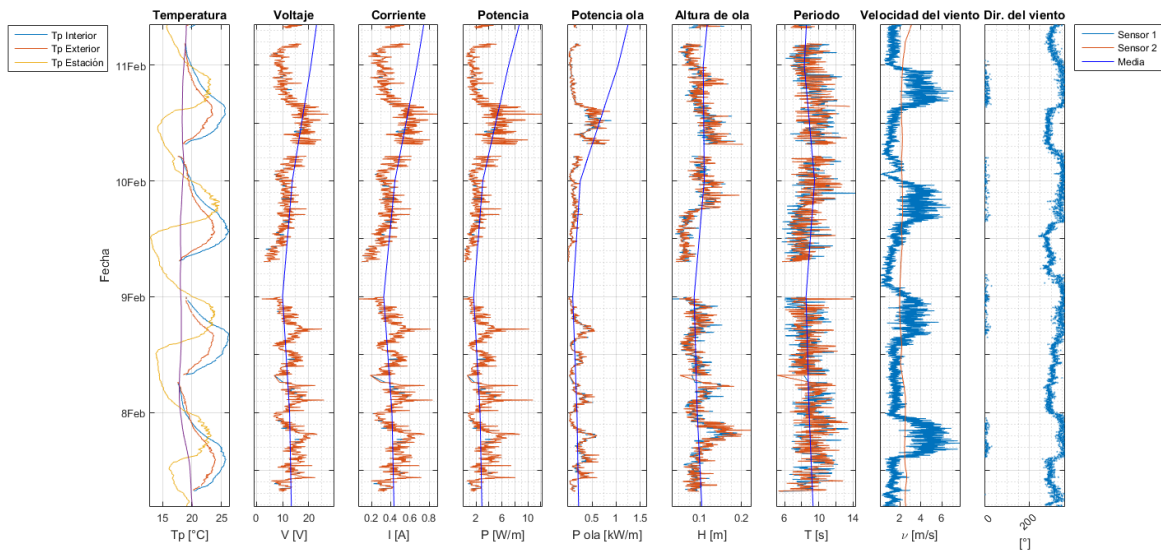 Temperatura Voltaje Corriente Potencia Potencia ola Altura de ola Periodo Velocidad del viento Dir. del viento
Tp Interior
Tp Exterior
Tp Estación
Sensor 1
Sensor 2
Media
11Feb
10Feb
Fecha
9Feb
8Feb
15 20 25 0 10 20 0.2 0.4 0.6 0.8 2 4 6 8 10 0.5 1 0.1 0.2 6 8 10 12 14 2 4 6 0 200
Tp [°C] V [V] I [A] P [W/m] P ola [kW/m] H [m] T [s] ν [m/s] [°]